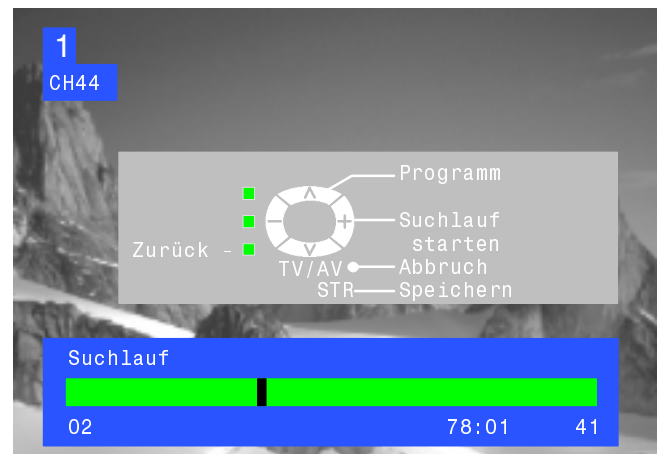 1
CH44
Programm
Suchlauf
starten
Zurück -
TV/AV Abbruch
STR Speichern
Suchlauf
02 78:01 41